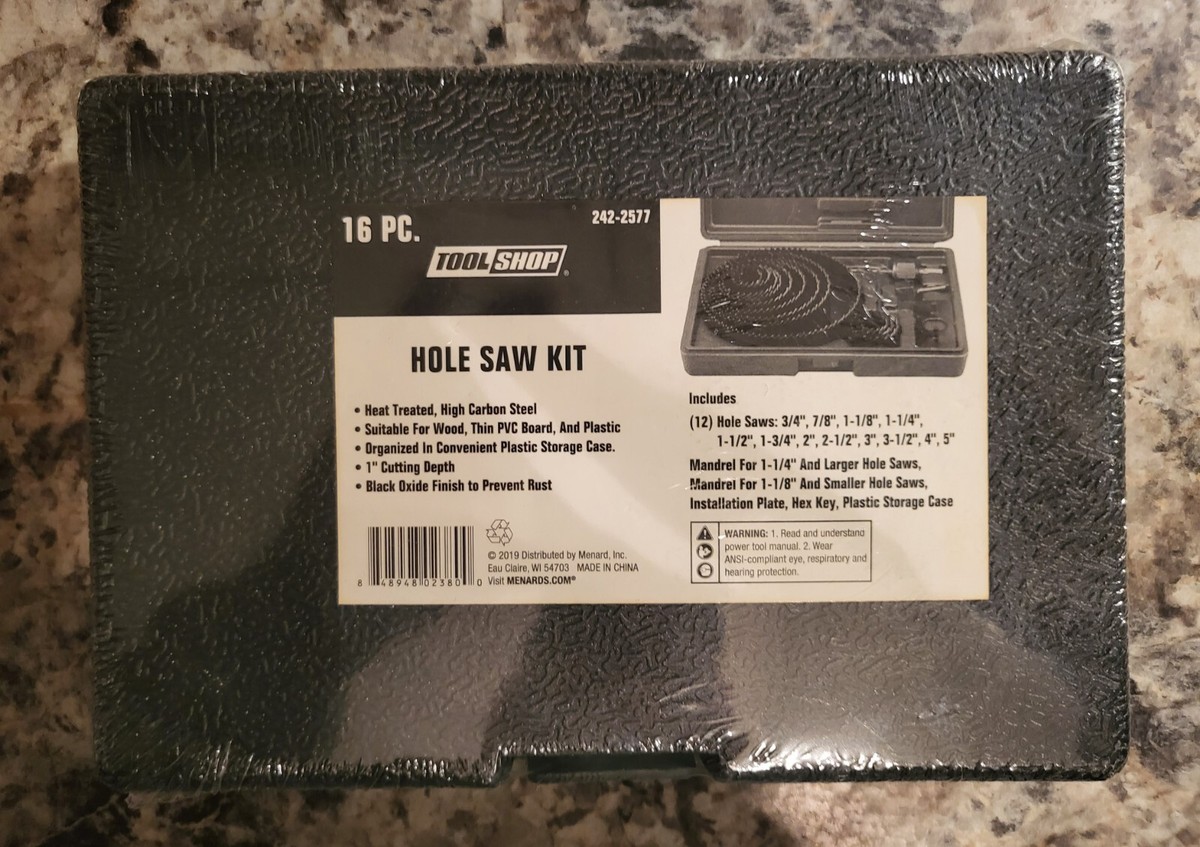 16 PC.
242-2577
TOOL SHOP®
HOLE SAW KIT
• Heat Treated, High Carbon Steel
• Suitable For Wood, Thin PVC Board, And Plastic
• Organized In Convenient Plastic Storage Case.
• 1" Cutting Depth
• Black Oxide Finish to Prevent Rust
8 48948 02380 0
© 2019 Distributed by Menard, Inc.
Eau Claire, WI 54703 MADE IN CHINA
Visit MENARDS.COM®
Includes
(12) Hole Saws: 3/4", 7/8", 1-1/8", 1-1/4",
1-1/2", 1-3/4", 2", 2-1/2", 3", 3-1/2", 4", 5"
Mandrel For 1-1/4" And Larger Hole Saws,
Mandrel For 1-1/8" And Smaller Hole Saws,
Installation Plate, Hex Key, Plastic Storage Case
WARNING: 1. Read and understand
power tool manual. 2. Wear
ANSI-compliant eye, respiratory and
hearing protection.